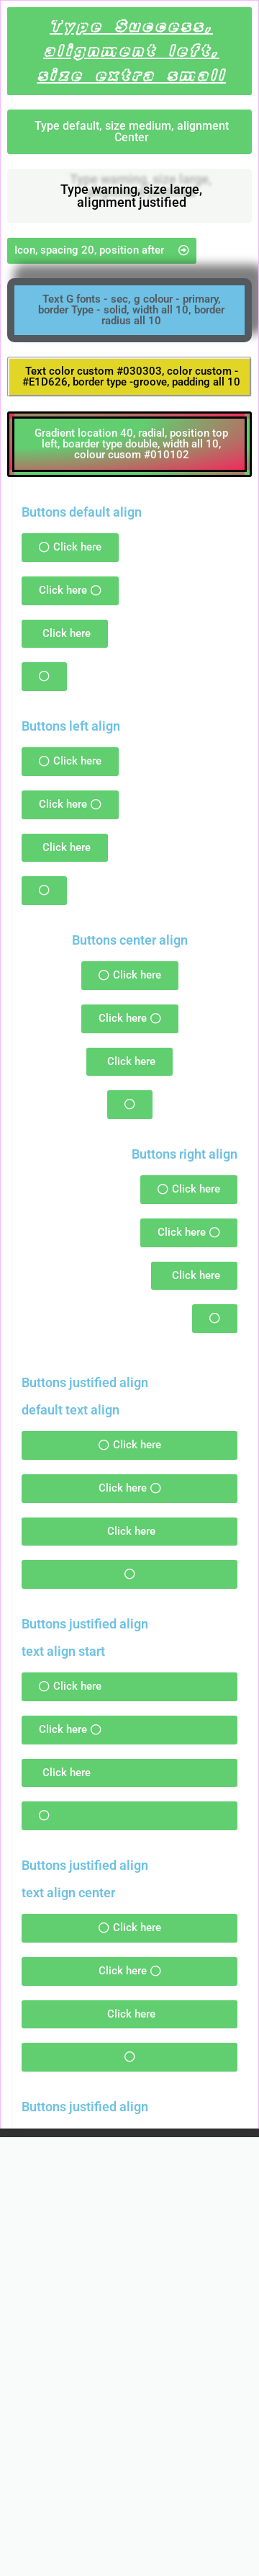 Type Success,
alignment left,
size extra small
Type default, size medium, alignment
Center
Type warning, size large,
alignment justified
Icon, spacing 20, position after
Text G fonts - sec, g colour - primary,
border Type - solid, width all 10, border
radius all 10
Text color custom #030303, color custom -
#E1D626, border type -groove, padding all 10
Gradient location 40, radial, position top
left, boarder type double, width all 10,
colour cusom #010102
Buttons default align
Click here
Click here
Click here
Buttons left align
Click here
Click here
Click here
Buttons center align
Click here
Click here
Click here
Buttons right align
Click here
Click here
Click here
Buttons justified align
default text align
Click here
Click here
Click here
Buttons justified align
text align start
Click here
Click here
Click here
Buttons justified align
text align center
Click here
Click here
Click here
Buttons justified align